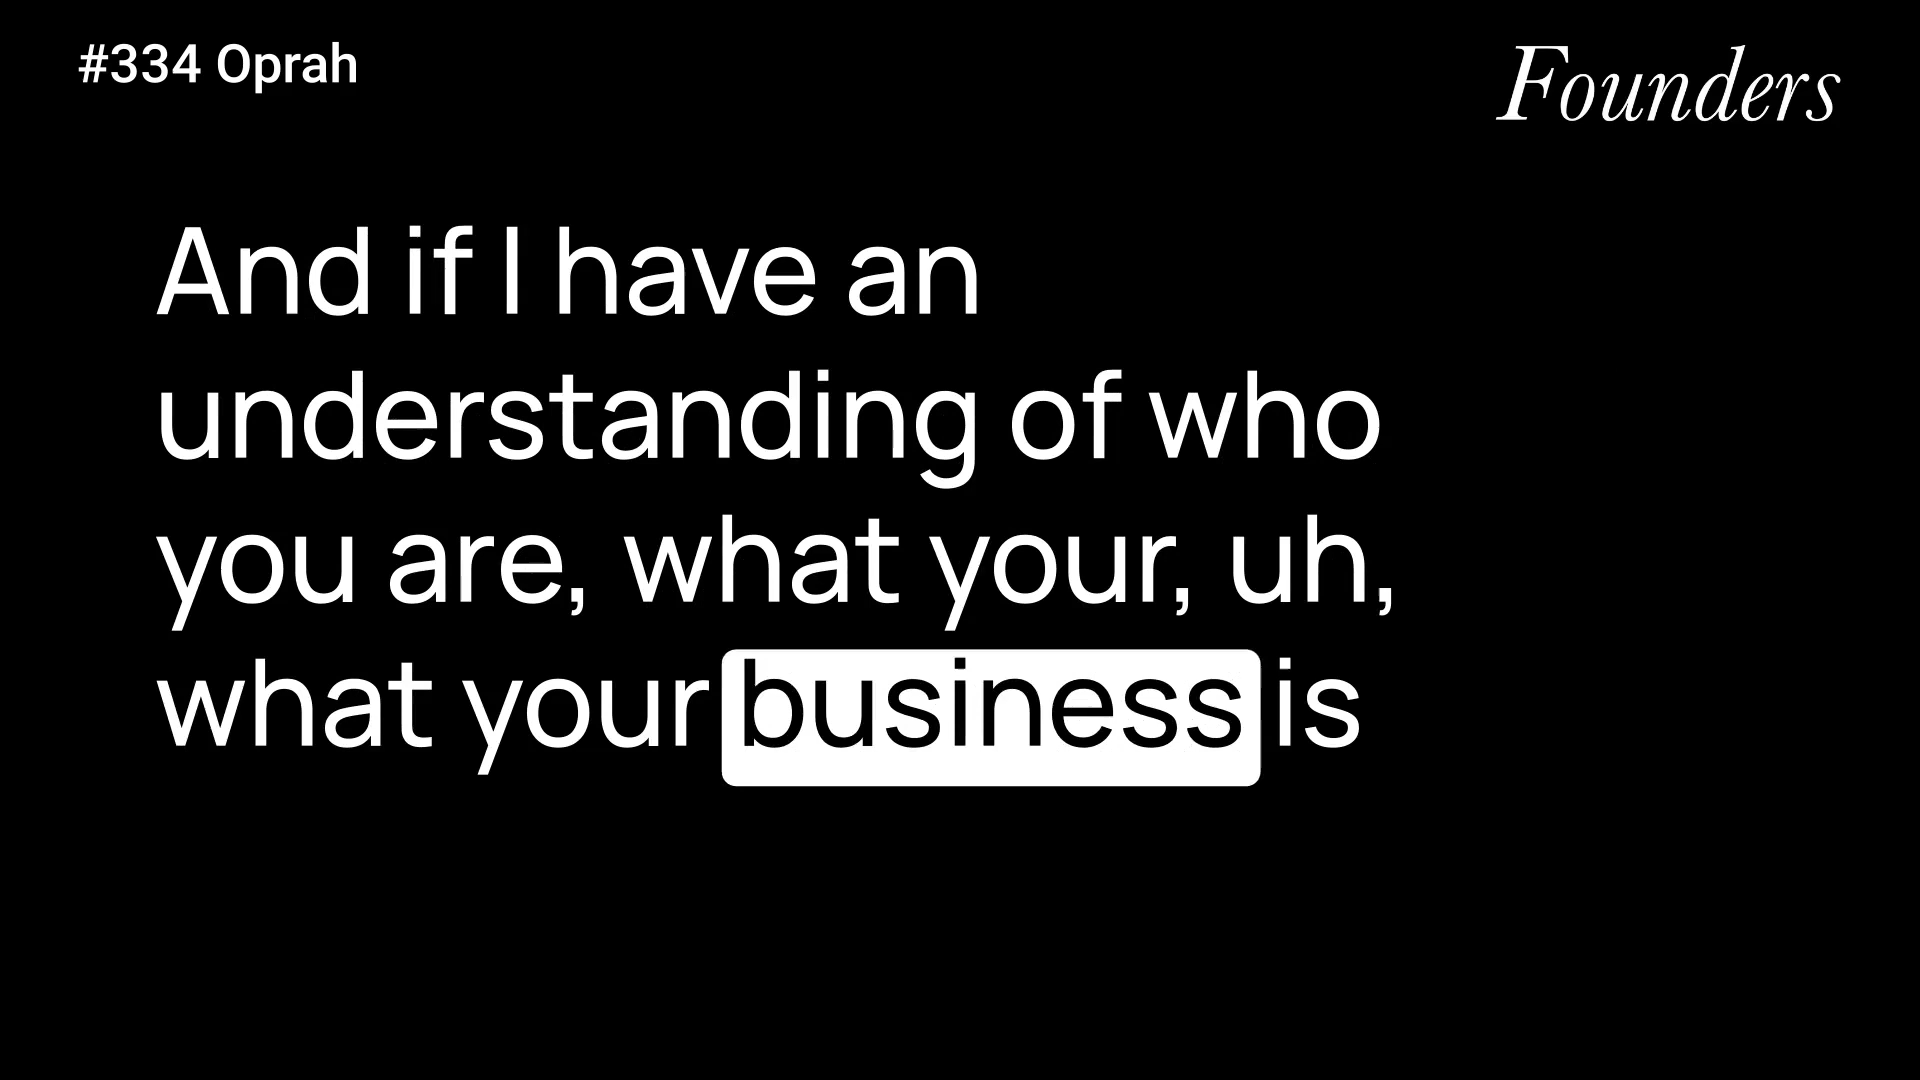 #334 Oprah
Founders
And if I have an
understanding of who
you are, what your, uh,
what your business is